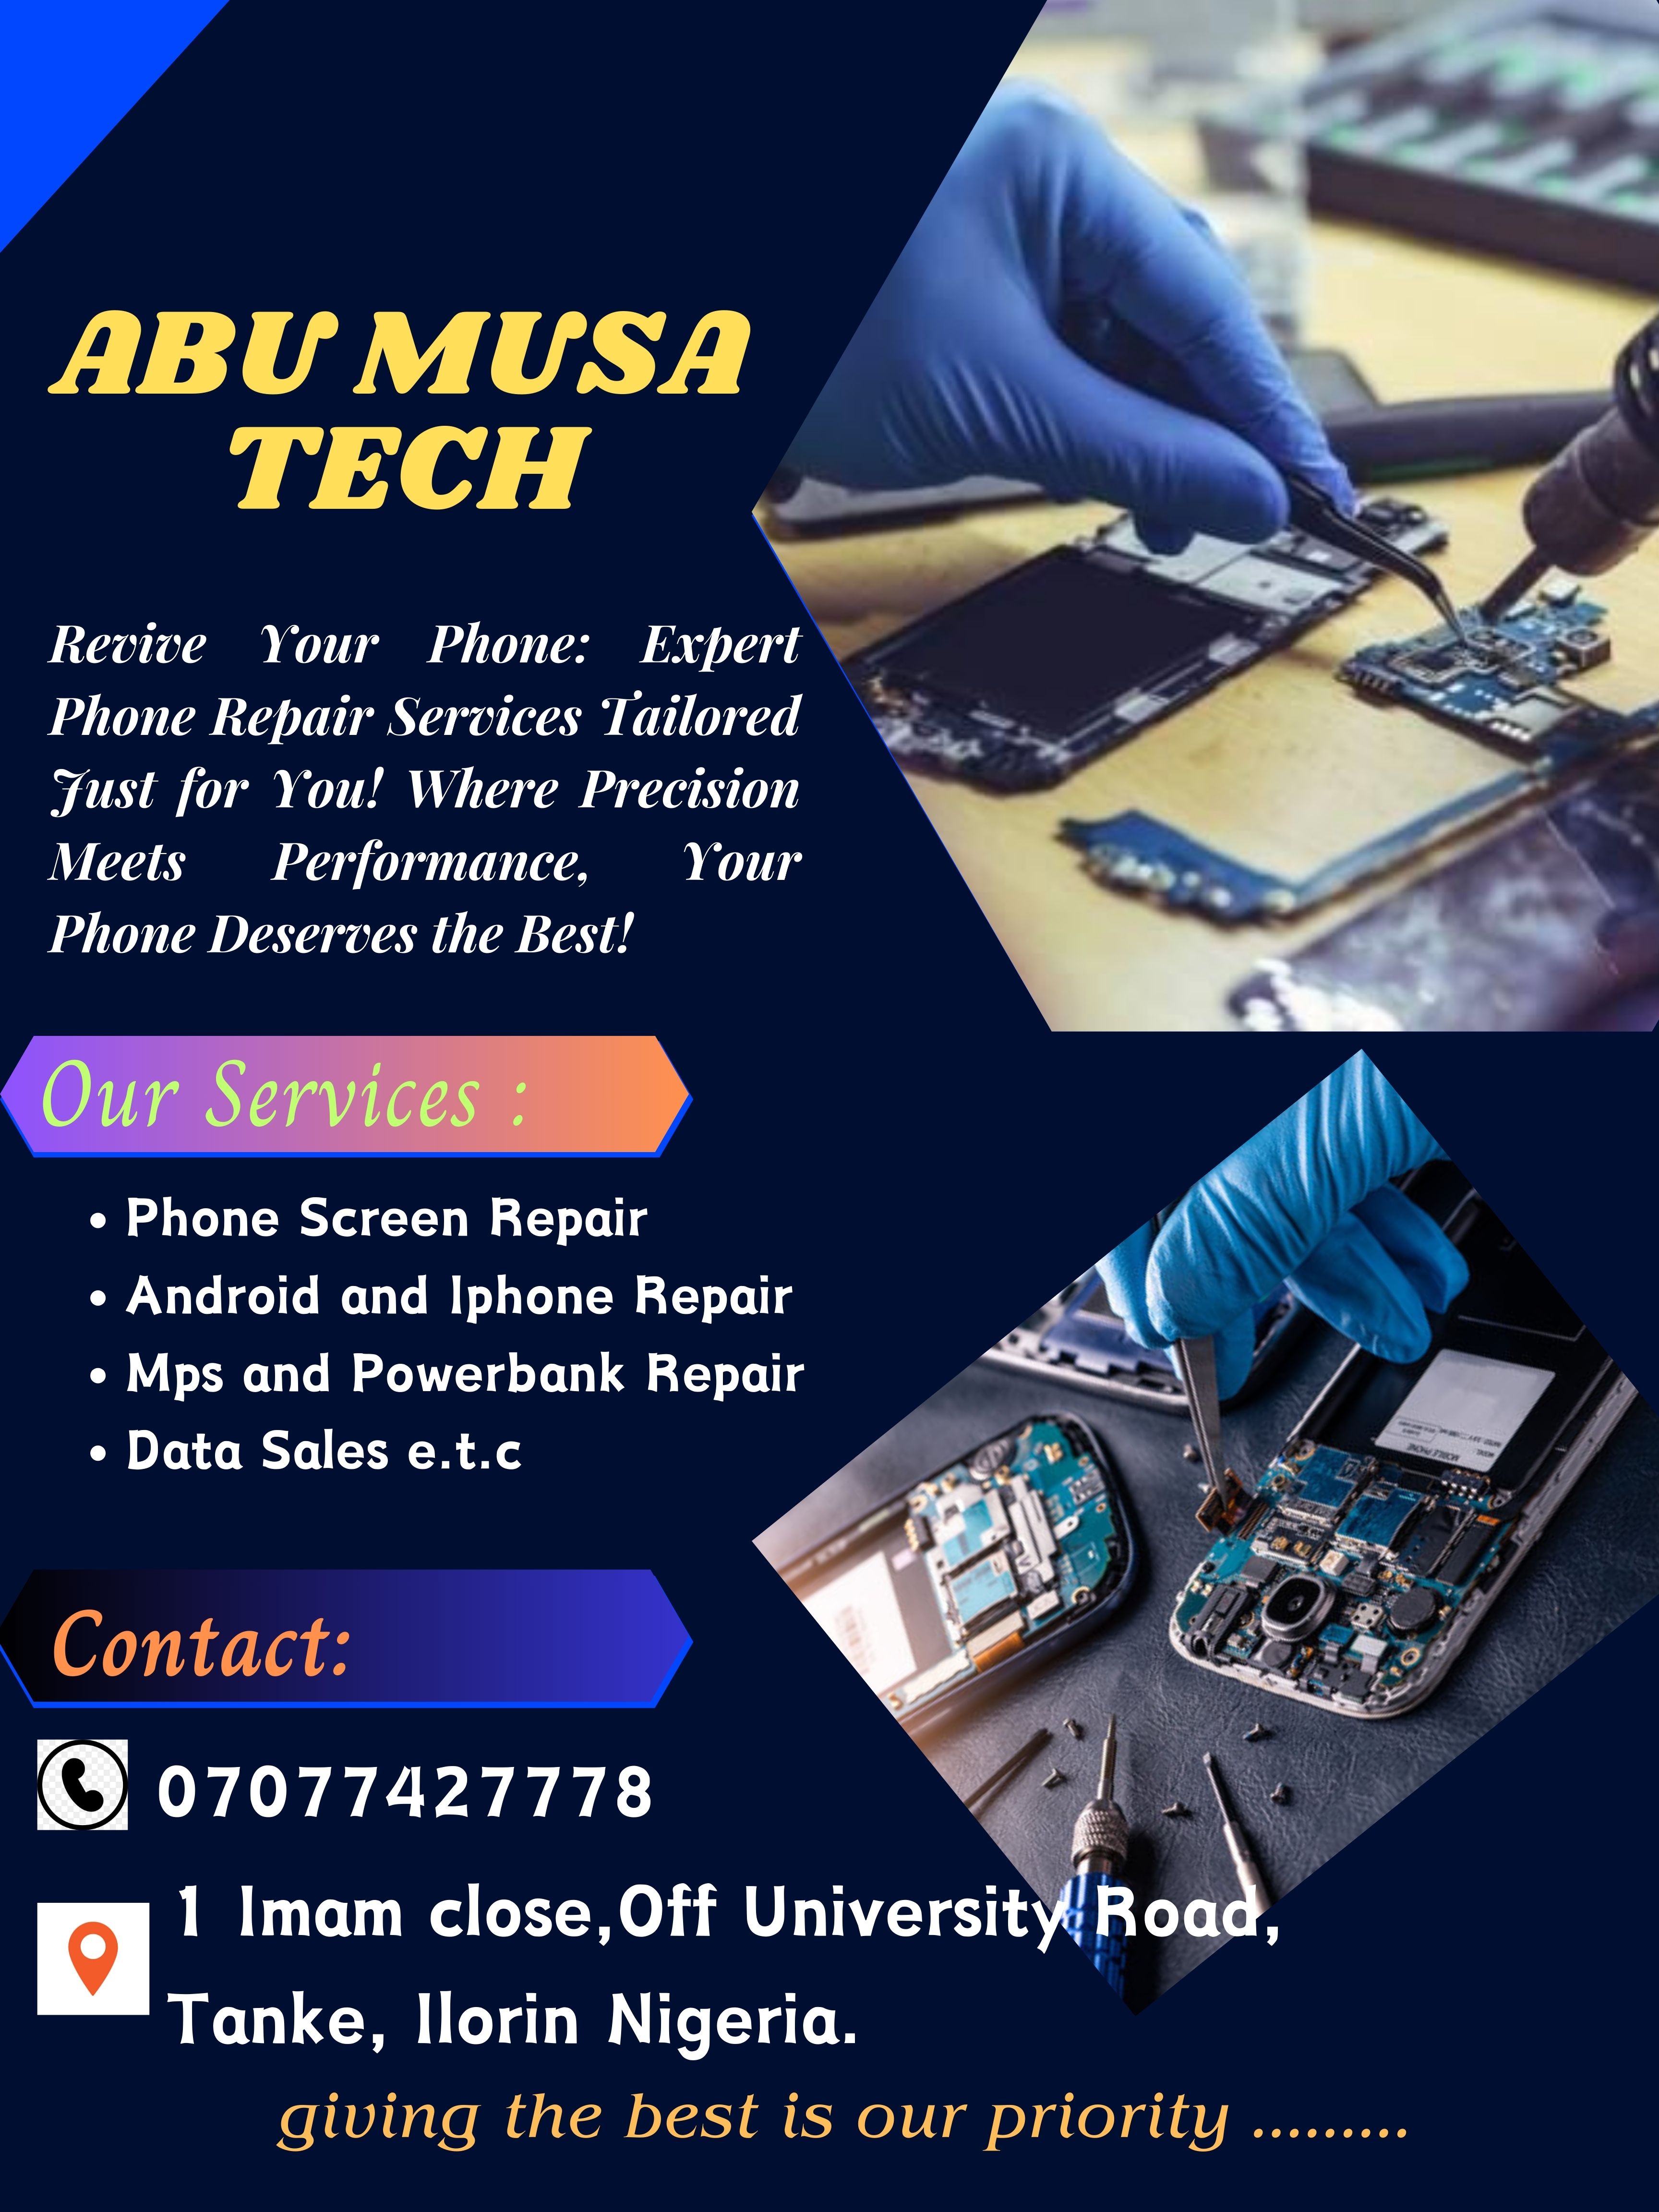 ABU MUSA
TECH
Revive Your Phone: Expert
Phone Repair Services Tailored
Just for You! Where Precision
Meets Performance, Your
Phone Deserves the Best!
Our Services :
• Phone Screen Repair
• Android and Iphone Repair
• Mps and Powerbank Repair
• Data Sales e.t.c
Contact:
07077427778
1 Imam close,Off University Road,
Tanke, Ilorin Nigeria.
giving the best is our priority .........
MOBILE PHONE